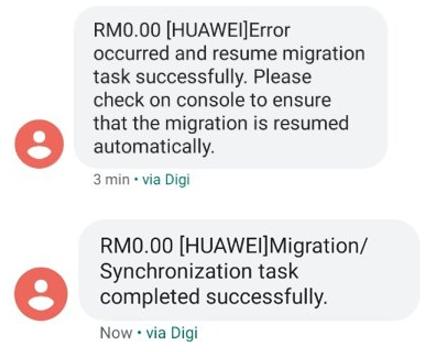 RM0.00 [HUAWEI]Error
occurred and resume migration
task successfully. Please
check on console to ensure
that the migration is resumed
automatically.
3 min • via Digi
RM0.00 [HUAWEI]Migration/
Synchronization task
completed successfully.
Now • via Digi